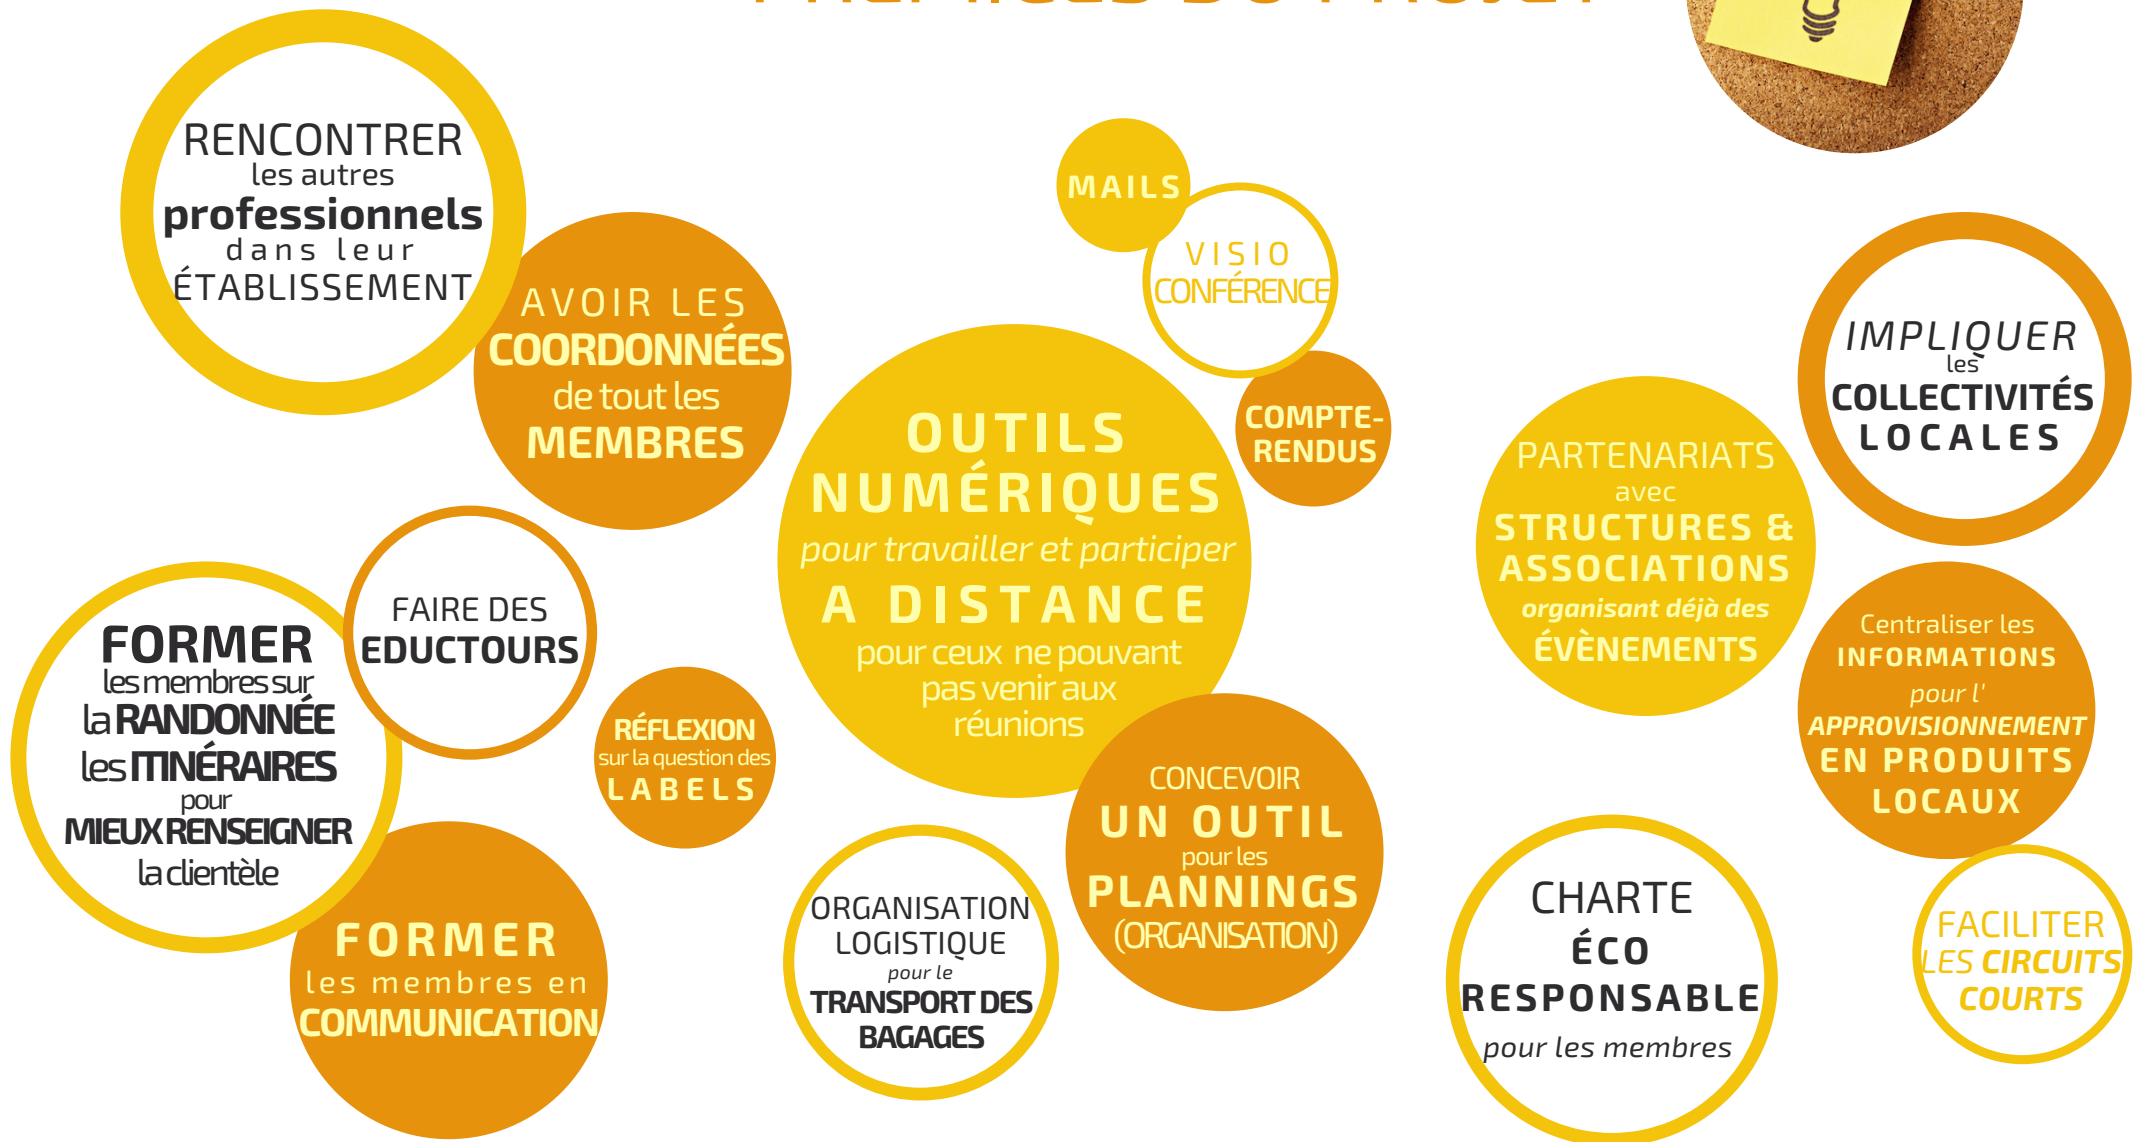 PRÉMICES DU PROJET
RENCONTRER
les autres
professionnels
dans leur
ÉTABLISSEMENT
AVOIR LES
COORDONNÉES
de tout les
MEMBRES
FAIRE DES
EDUCTOURS
FORMER
les membres sur
la RANDONNÉE
les ITINÉRAIRES
pour
MIEUX RENSEIGNER
la clientèle
FORMER
les membres en
COMMUNICATION
RÉFLEXION
sur la question des
LABELS
MAILS
VISIO
CONFÉRENCE
COMPTE-
RENDUS
OUTILS
NUMÉRIQUES
pour travailler et participer
A DISTANCE
pour ceux ne pouvant
pas venir aux
réunions
CONCEVOIR
UN OUTIL
pour les
PLANNINGS
(ORGANISATION)
ORGANISATION
LOGISTIQUE
pour le
TRANSPORT DES
BAGAGES
PARTENARIATS
avec
STRUCTURES &
ASSOCIATIONS
organisant déjà des
ÉVÈNEMENTS
IMPLIQUER
les
COLLECTIVITÉS
LOCALES
Centraliser les
INFORMATIONS
pour l'
APPROVISIONNEMENT
EN PRODUITS
LOCAUX
CHARTE
ÉCO
RESPONSABLE
pour les membres
FACILITER
LES CIRCUITS
COURTS